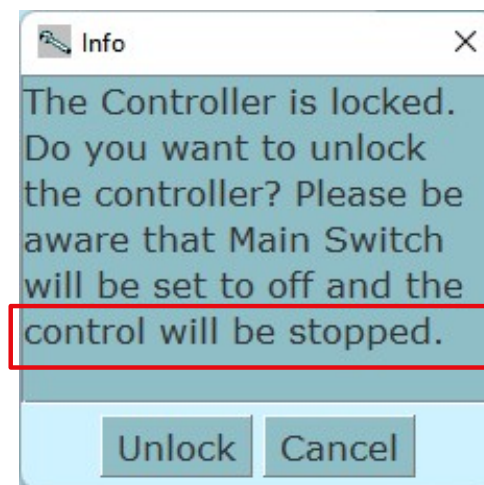 Info
The Controller is locked.
Do you want to unlock
the controller? Please be
aware that Main Switch
will be set to off and the
control will be stopped.
Unlock Cancel